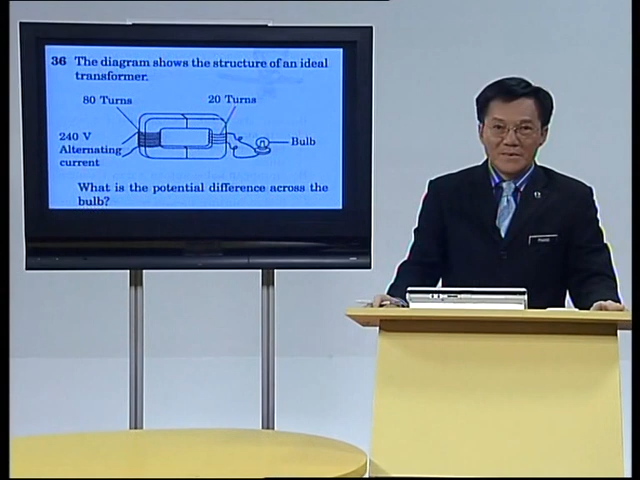 36 The diagram shows the structure of an ideal
transformer.
80 Turns
20 Turns
240 V
Alternating
current
Bulb
What is the potential difference across the
bulb?